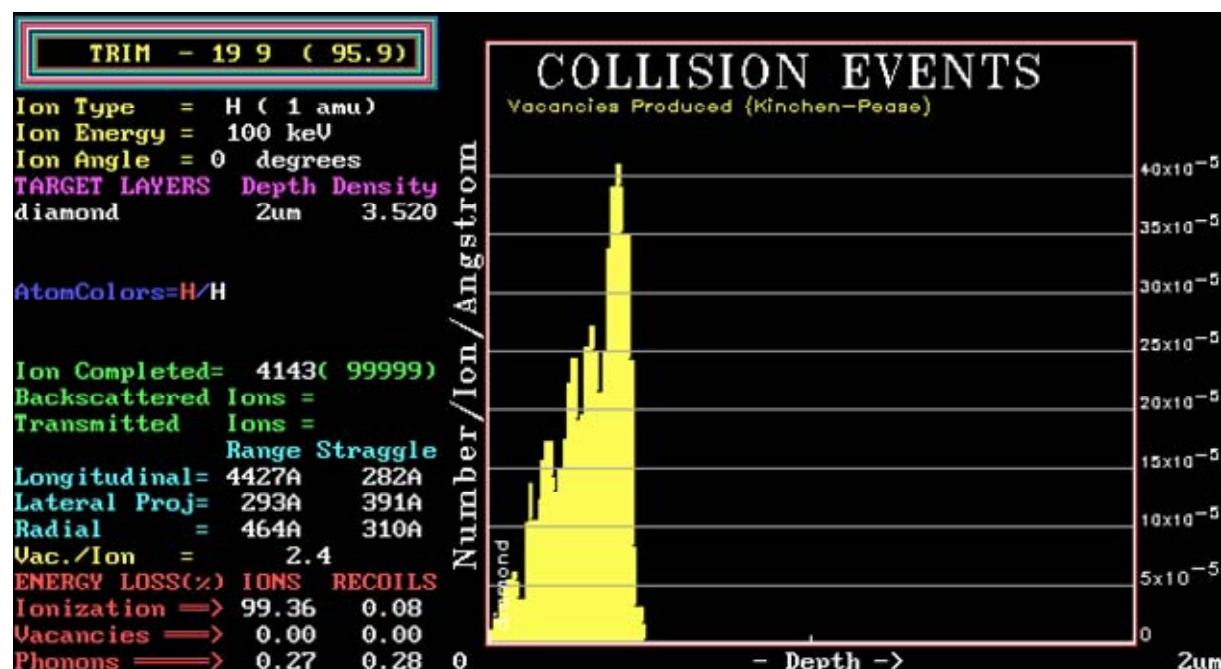 TRIM - 19 9 ( 95.9)
Ion Type = H ( 1 amu)
Ion Energy = 100 keV
Ion Angle = 0 degrees
TARGET LAYERS Depth Density
diamond 2um 3.520
AtomColors=H/H
Ion Completed= 4143( 99999)
Backscattered Ions =
Transmitted Ions =
Range Straggle
Longitudinal= 4427A 282A
Lateral Proj= 293A 391A
Radial = 464A 310A
Vac./Ion = 2.4
ENERGY LOSS(%) IONS RECOILS
Ionization ==> 99.36 0.08
Vacancies ==> 0.00 0.00
Phonons ==> 0.27 0.28
COLLISION EVENTS
Vacancies Produced (Kinchen-Pease)
Number/Ion/Angstrom
40x10⁻⁵
35x10⁻⁵
30x10⁻⁵
25x10⁻⁵
20x10⁻⁵
15x10⁻⁵
10x10⁻⁵
5x10⁻⁵
0
diamond
0 - Depth -> 2um